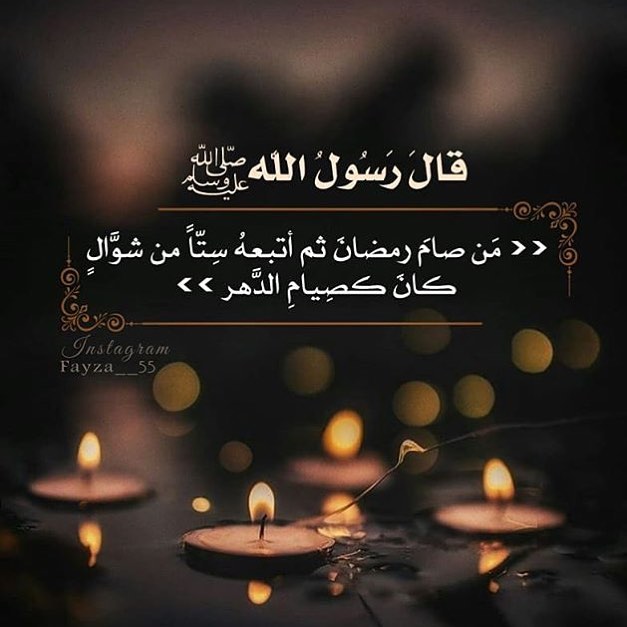 قالَ رَسُولُ اللّٰه ﷺ
<< مَن صامَ رمضانَ ثم أتبعهُ سِتّاً من شوَّالٍ
كانَ كصِيامِ الدَّهر >>
Instagram
Fayza__55